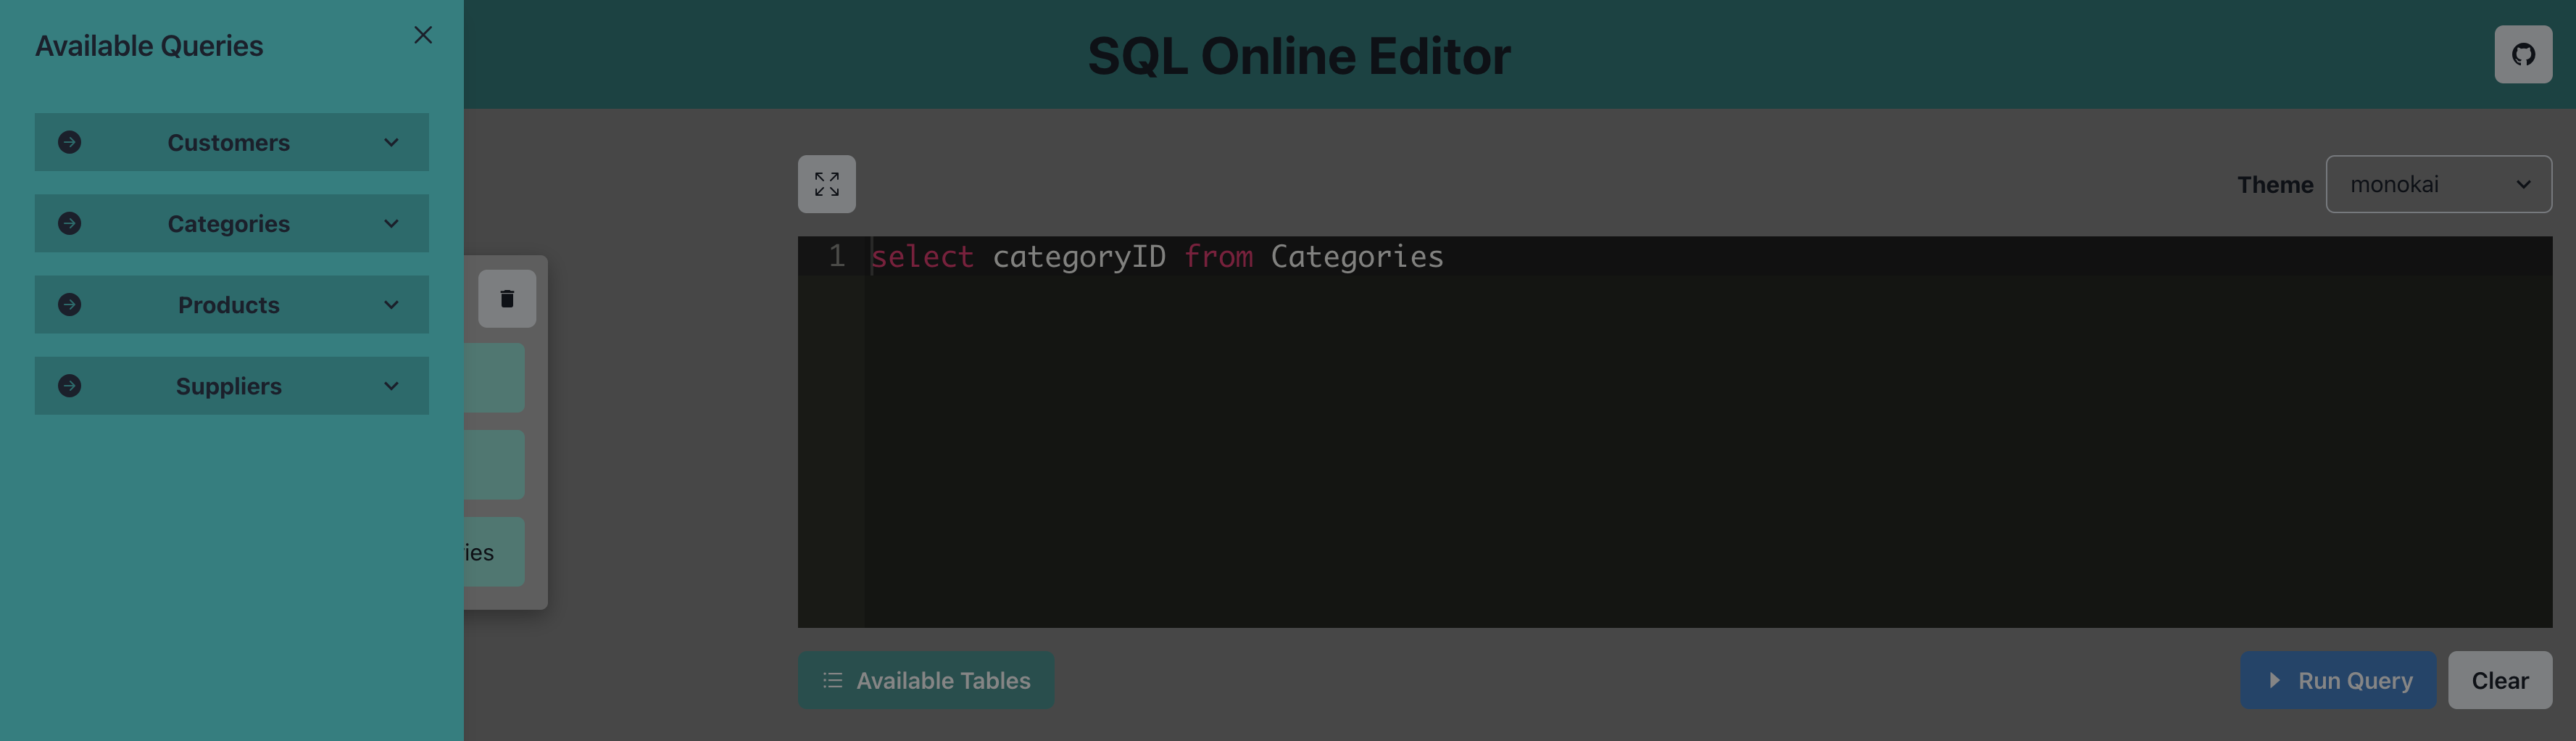 Available Queries
Customers
Categories
Products
Suppliers
SQL Online Editor
Theme
monokai
1 select categoryID from Categories
ies
Available Tables
Run Query
Clear